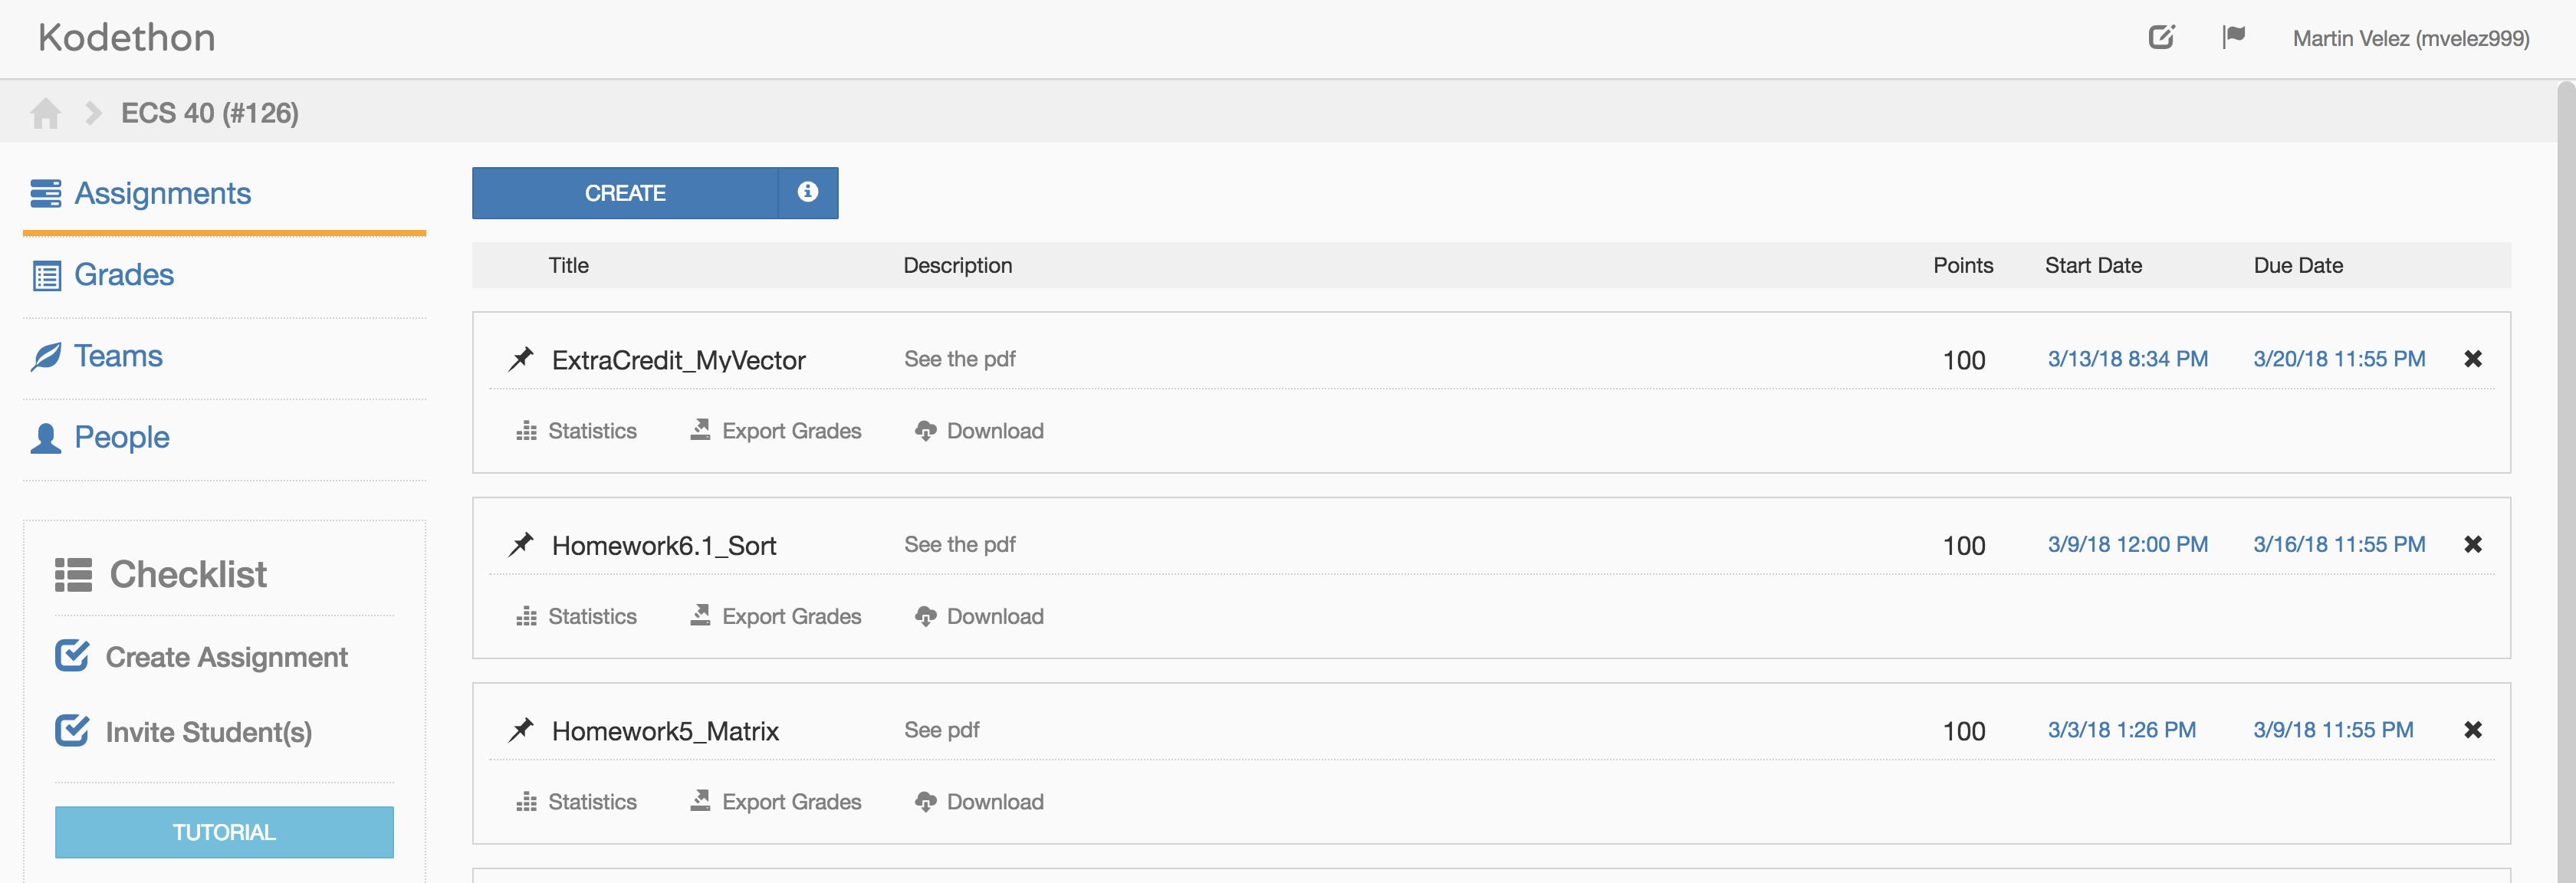 Kodethon
Martin Velez (mvelez999)
ECS 40 (#126)
Assignments
Grades
Teams
People
Checklist
Create Assignment
Invite Student(s)
TUTORIAL
CREATE
Title Description Points Start Date Due Date
ExtraCredit_MyVector See the pdf 100 3/13/18 8:34 PM 3/20/18 11:55 PM
Statistics Export Grades Download
Homework6.1_Sort See the pdf 100 3/9/18 12:00 PM 3/16/18 11:55 PM
Statistics Export Grades Download
Homework5_Matrix See pdf 100 3/3/18 1:26 PM 3/9/18 11:55 PM
Statistics Export Grades Download